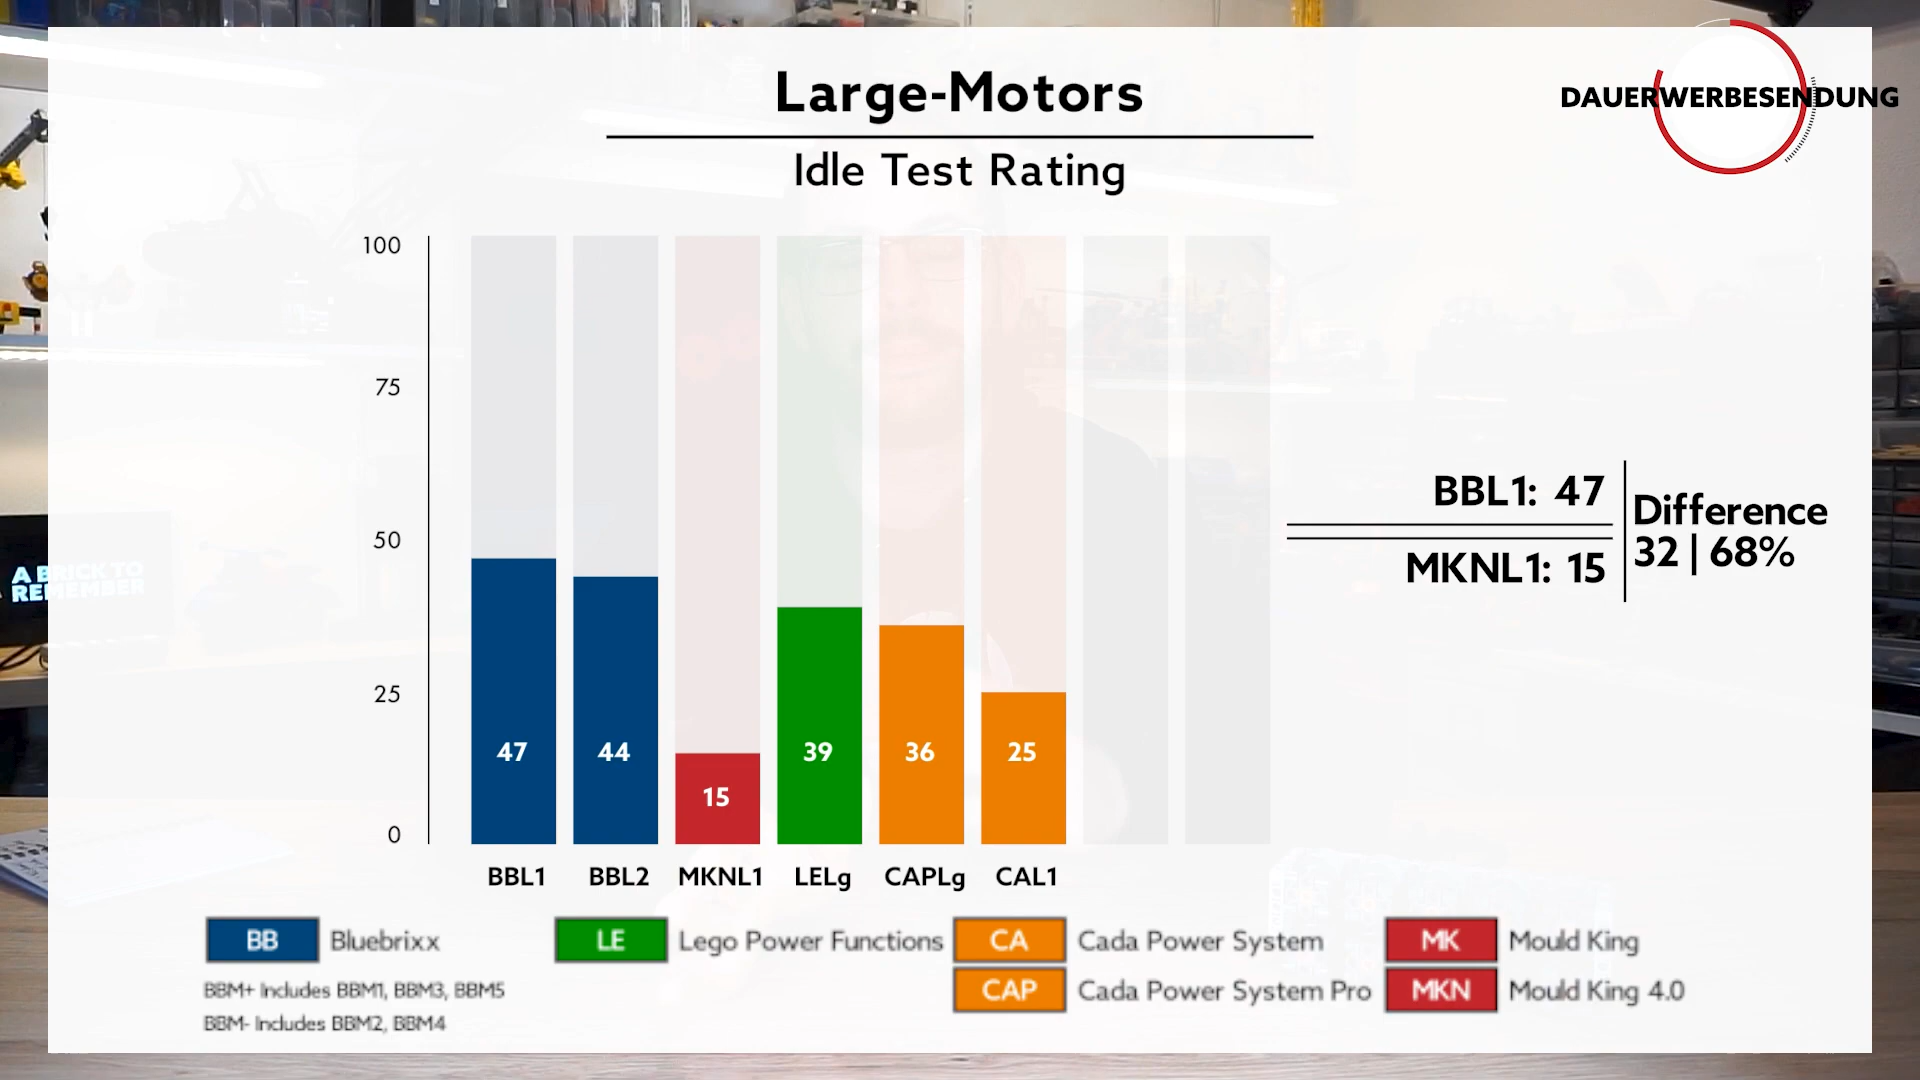 Large-Motors
DAUERWERBESENDUNG
Idle Test Rating
100
75
50
25
0
47
44
15
39
36
25
BBL1
BBL2
MKNL1
LELg
CAPLg
CAL1
BBL1: 47
MKNL1: 15
Difference
32 | 68%
A BRICK TO
REMEMBER
BB Bluebrixx
LE Lego Power Functions
CA Cada Power System
MK Mould King
BBM+ Includes BBM1, BBM3, BBM5
CAP Cada Power System Pro
MKN Mould King 4.0
BBM- Includes BBM2, BBM4